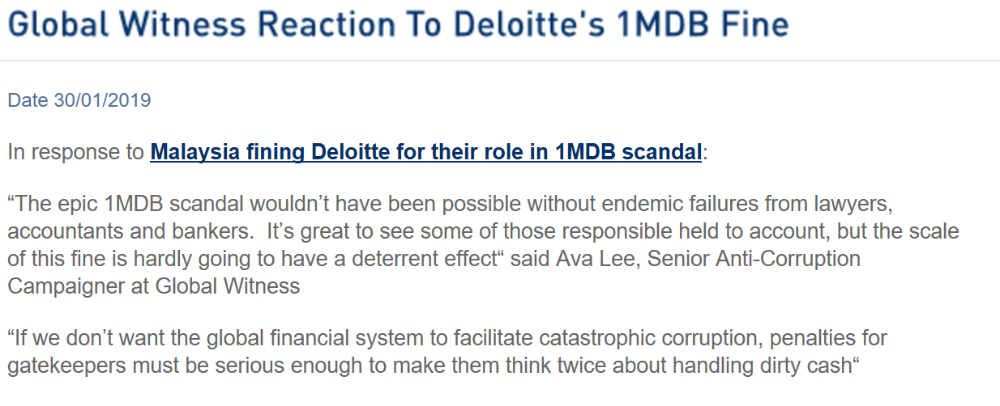 Global Witness Reaction To Deloitte's 1MDB Fine
Date 30/01/2019
In response to Malaysia fining Deloitte for their role in 1MDB scandal:
“The epic 1MDB scandal wouldn’t have been possible without endemic failures from lawyers,
accountants and bankers.  It’s great to see some of those responsible held to account, but the scale
of this fine is hardly going to have a deterrent effect“ said Ava Lee, Senior Anti-Corruption
Campaigner at Global Witness
“If we don’t want the global financial system to facilitate catastrophic corruption, penalties for
gatekeepers must be serious enough to make them think twice about handling dirty cash“